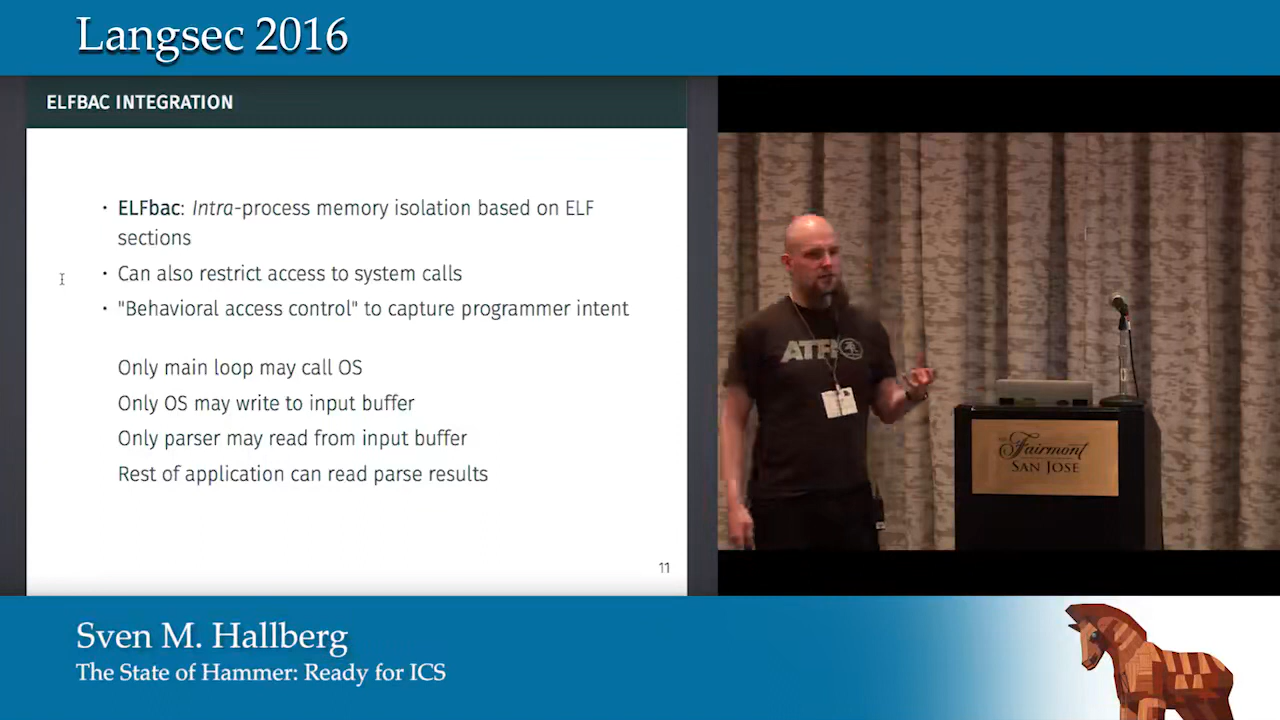 Langsec 2016
ELFBAC INTEGRATION
· ELFbac: Intra-process memory isolation based on ELF
sections
· Can also restrict access to system calls
· "Behavioral access control" to capture programmer intent
Only main loop may call OS
Only OS may write to input buffer
Only parser may read from input buffer
Rest of application can read parse results
11
Fairmont
SAN JOSE
Sven M. Hallberg
The State of Hammer: Ready for ICS